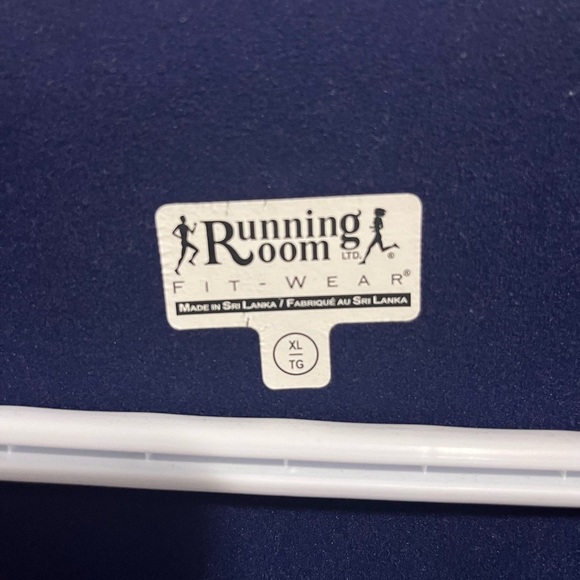 Running
Room LTD.®
FIT-WEAR®
MADE IN SRI LANKA / FABRIQUÉ AU SRI LANKA
XL
TG